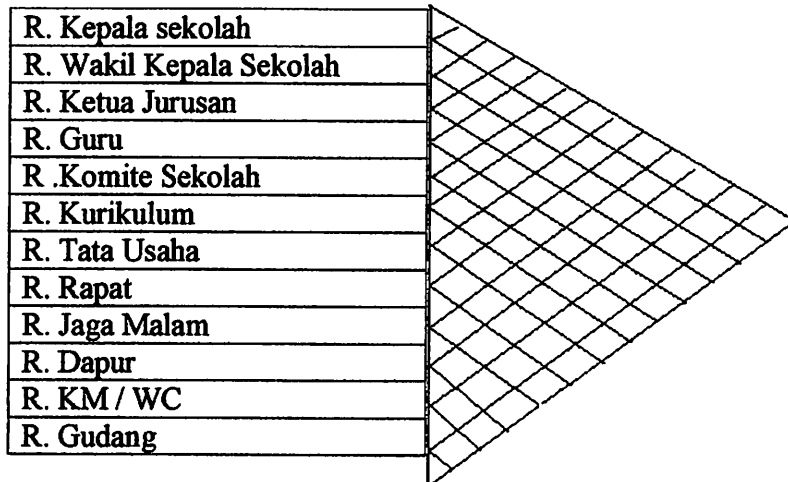 R. Kepala sekolah
R. Wakil Kepala Sekolah
R. Ketua Jurusan
R. Guru
R .Komite Sekolah
R. Kurikulum
R. Tata Usaha
R. Rapat
R. Jaga Malam
R. Dapur
R. KM / WC
R. Gudang